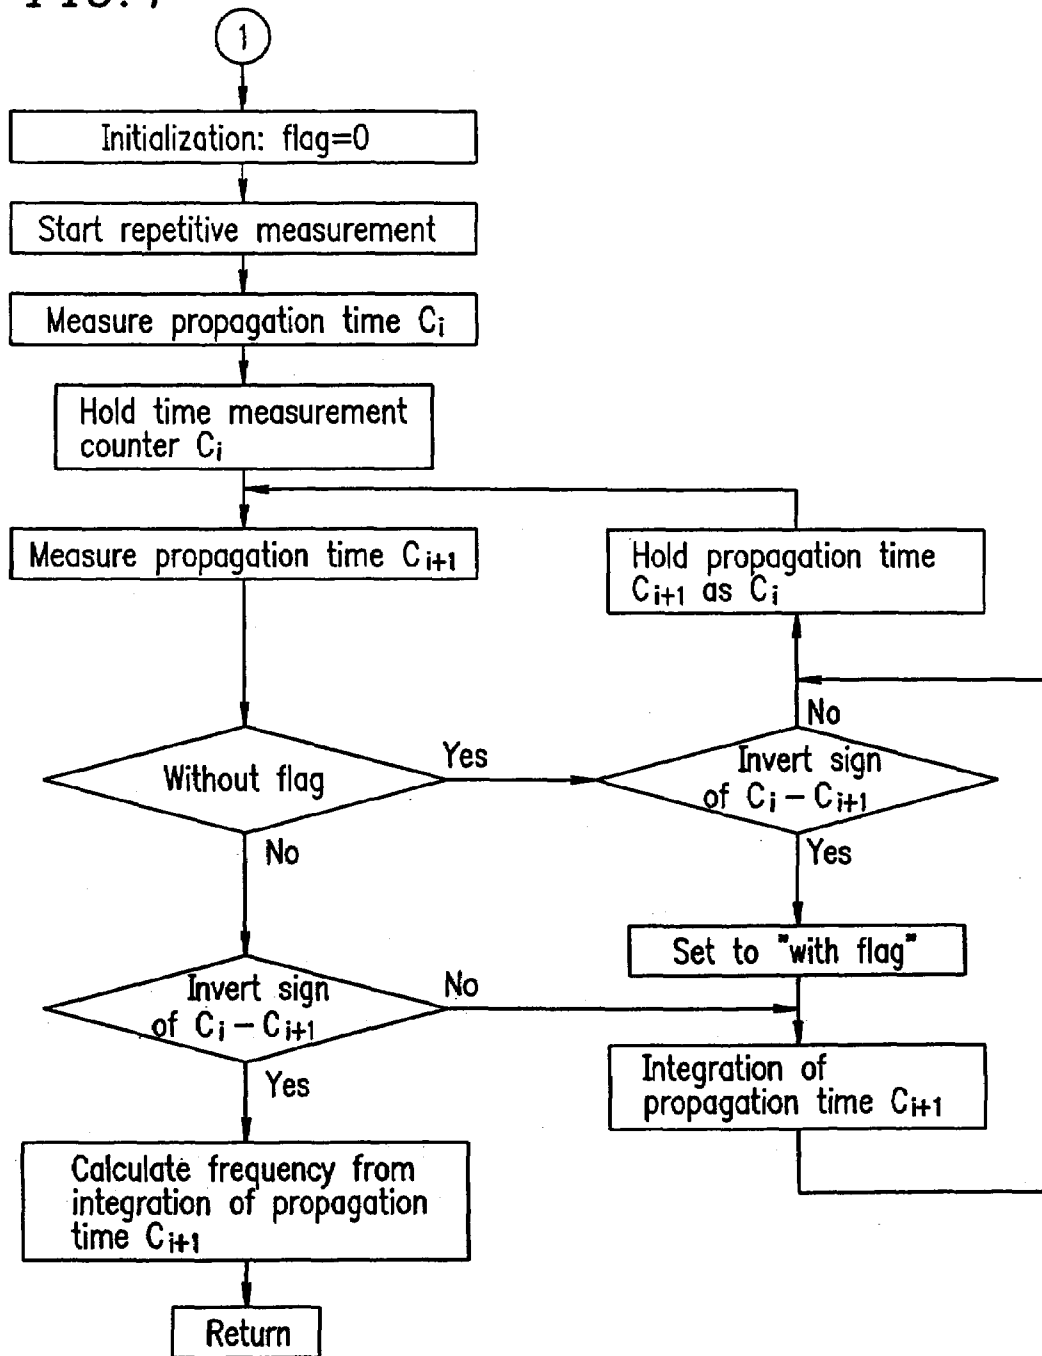 FIG. 7
1
Initialization: flag=0
Start repetitive measurement
Measure propagation time Ci
Hold time measurement
counter Ci
Measure propagation time Ci+1
Hold propagation time
Ci+1 as Ci
No
Without flag
Yes
Invert sign
of Ci – Ci+1
No
Yes
Set to "with flag"
Invert sign
of Ci – Ci+1
No
Yes
Integration of
propagation time Ci+1
Calculate frequency from
integration of propagation
time Ci+1
Return